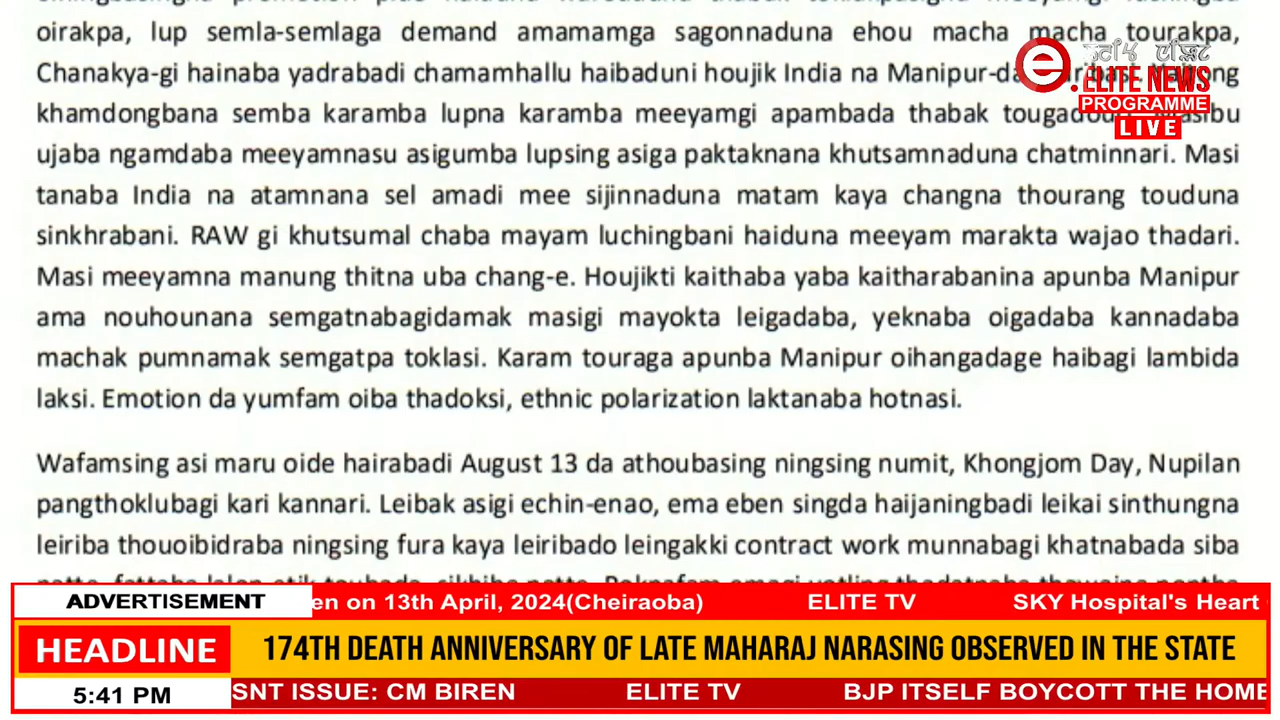 oirakpa, lup semla-semlaga demand amamamga sagonnaduna ehou macha macha tourakpa,
Chanakya-gi hainaba yadrabadi chamamhallu haibaduni houjik India na Manipur-da
khamdongbana semba karamba lupna karamba meeyamgi apambada thabak
ujaba ngamdaba meeyamnasu asigumba lupsing asiga paktaknana khutsamnaduna chatminnari. Masi
tanaba India na atamnana sel amadi mee sijinnaduna matam kaya changna thourang touduna
sinkhrabani. RAW gi khutsumal chaba mayam luchingbani haiduna meeyam marakta wajao thadari.
Masi meeyamna manung thitna uba chang-e. Houjikti kaithaba yaba kaitharabanina apunba Manipur
ama nouhounana semgatnabagidamak masigi mayokta leigadaba, yeknaba oigadaba kannadaba
machak pumnamak semgatpa toklasi. Karam touraga apunba Manipur oihangadage haibagi lambida
laksi. Emotion da yumfam oiba thadoksi, ethnic polarization laktanaba hotnasi.
Wafamsing asi maru oide hairabadi August 13 da athoubasing ningsing numit, Khongjom Day, Nupilan
pangthoklubagi kari kannari. Leibak asigi echin-enao, ema eben singda haijaningbadi leikai sinthungna
leiriba thouoibidraba ningsing fura kaya leiribado leingakki contract work munnabagi khatnabada siba
e.
ELITE NEWS
PROGRAMME
LIVE
ADVERTISEMENT
en on 13th April, 2024(Cheiraoba) ELITE TV SKY Hospital's Heart
HEADLINE
174TH DEATH ANNIVERSARY OF LATE MAHARAJ NARASING OBSERVED IN THE STATE
5:41 PM
SNT ISSUE: CM BIREN ELITE TV BJP ITSELF BOYCOTT THE HOME